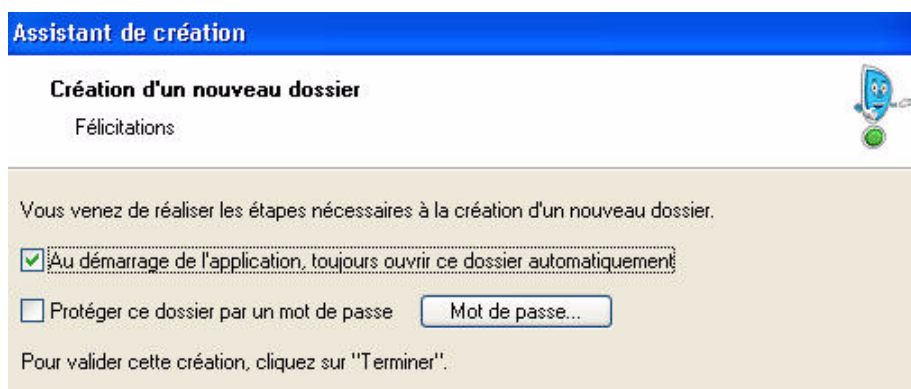 Assistant de création
Création d'un nouveau dossier
Félicitations
Vous venez de réaliser les étapes nécessaires à la création d'un nouveau dossier.
Au démarrage de l'application, toujours ouvrir ce dossier automatiquement
Protéger ce dossier par un mot de passe Mot de passe...
Pour valider cette création, cliquez sur "Terminer".